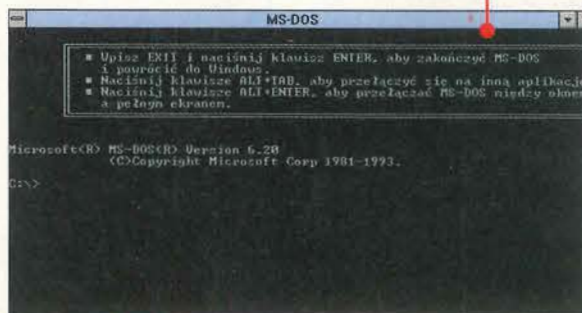 MS-DOS
■ Wpisz EXIT i naciśnij klawisz ENTER, aby zakończyć MS-DOS
i powrócić do Windows.
■ Naciśnij klawisze ALT+TAB, aby przełączyć się na inną aplikację
■ Naciśnij klawisze ALT+ENTER, aby przełączać MS-DOS między oknem
a pełnym ekranem.
Microsoft(R) MS-DOS(R) Version 6.20
(C)Copyright Microsoft Corp 1981-1993.
C:\>